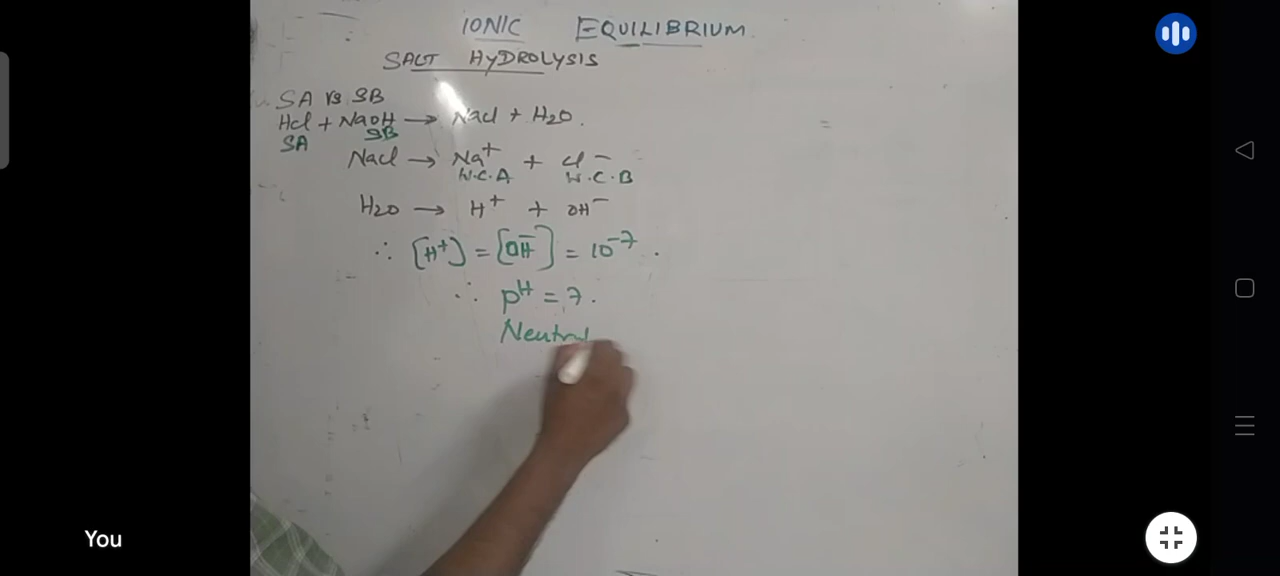 IONIC EQUILIBRIUM
SALT HYDROLYSIS
SA vs SB
HCl + NaOH → NaCl + H2O.
SA SB
NaCl → Na+ + Cl−
W.C.A W.C.B
H2O → H+ + OH−
∴ [H+] = [OH−] = 10−7.
∴ pH = 7.
Neutral
You